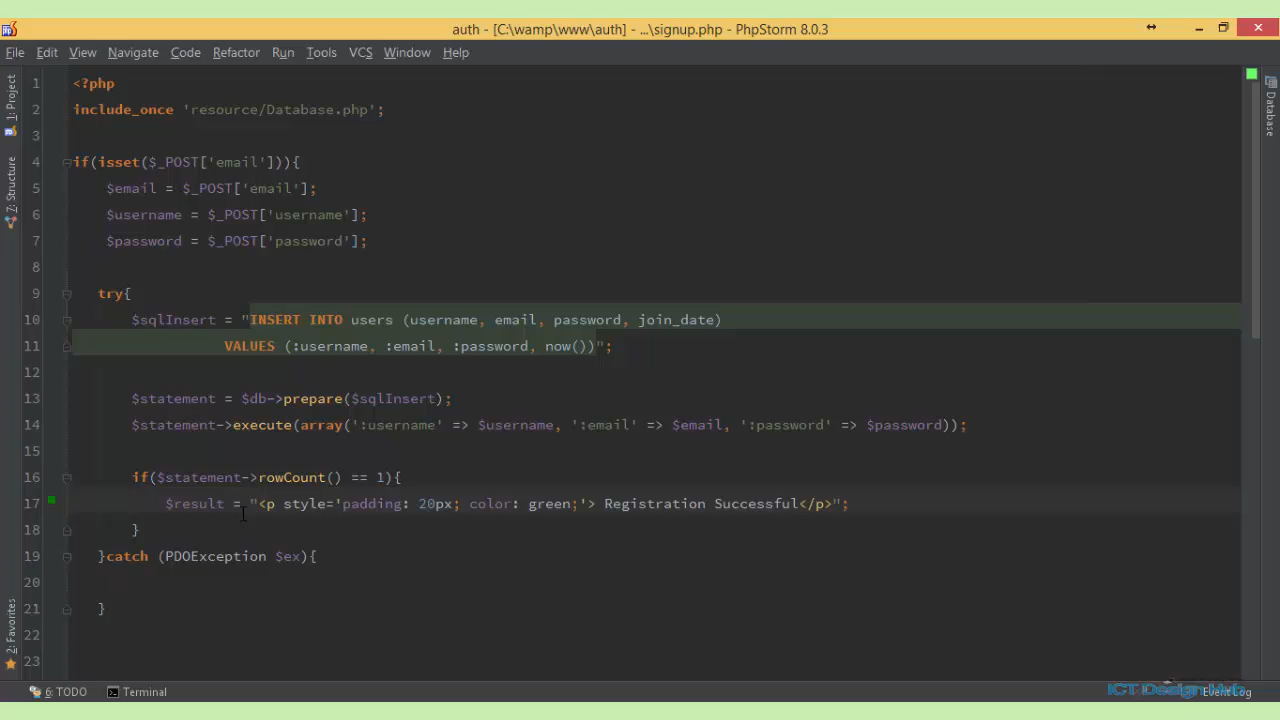 auth - [C:\wamp\www\auth] - ...\signup.php - PhpStorm 8.0.3
File Edit View Navigate Code Refactor Run Tools VCS Window Help
1: Project
7: Structure
2: Favorites
Database
1 <?php
2 include_once 'resource/Database.php';
3
4 if(isset($_POST['email'])){
5 $email = $_POST['email'];
6 $username = $_POST['username'];
7 $password = $_POST['password'];
8
9 try{
10 $sqlInsert = "INSERT INTO users (username, email, password, join_date)
11 VALUES (:username, :email, :password, now())";
12
13 $statement = $db->prepare($sqlInsert);
14 $statement->execute(array(':username' => $username, ':email' => $email, ':password' => $password));
15
16 if($statement->rowCount() == 1){
17 $result = "<p style='padding: 20px; color: green;'> Registration Successful</p>";
18 }
19 }catch (PDOException $ex){
20
21 }
22
23
6: TODO Terminal Event Log
ICT Design Hub